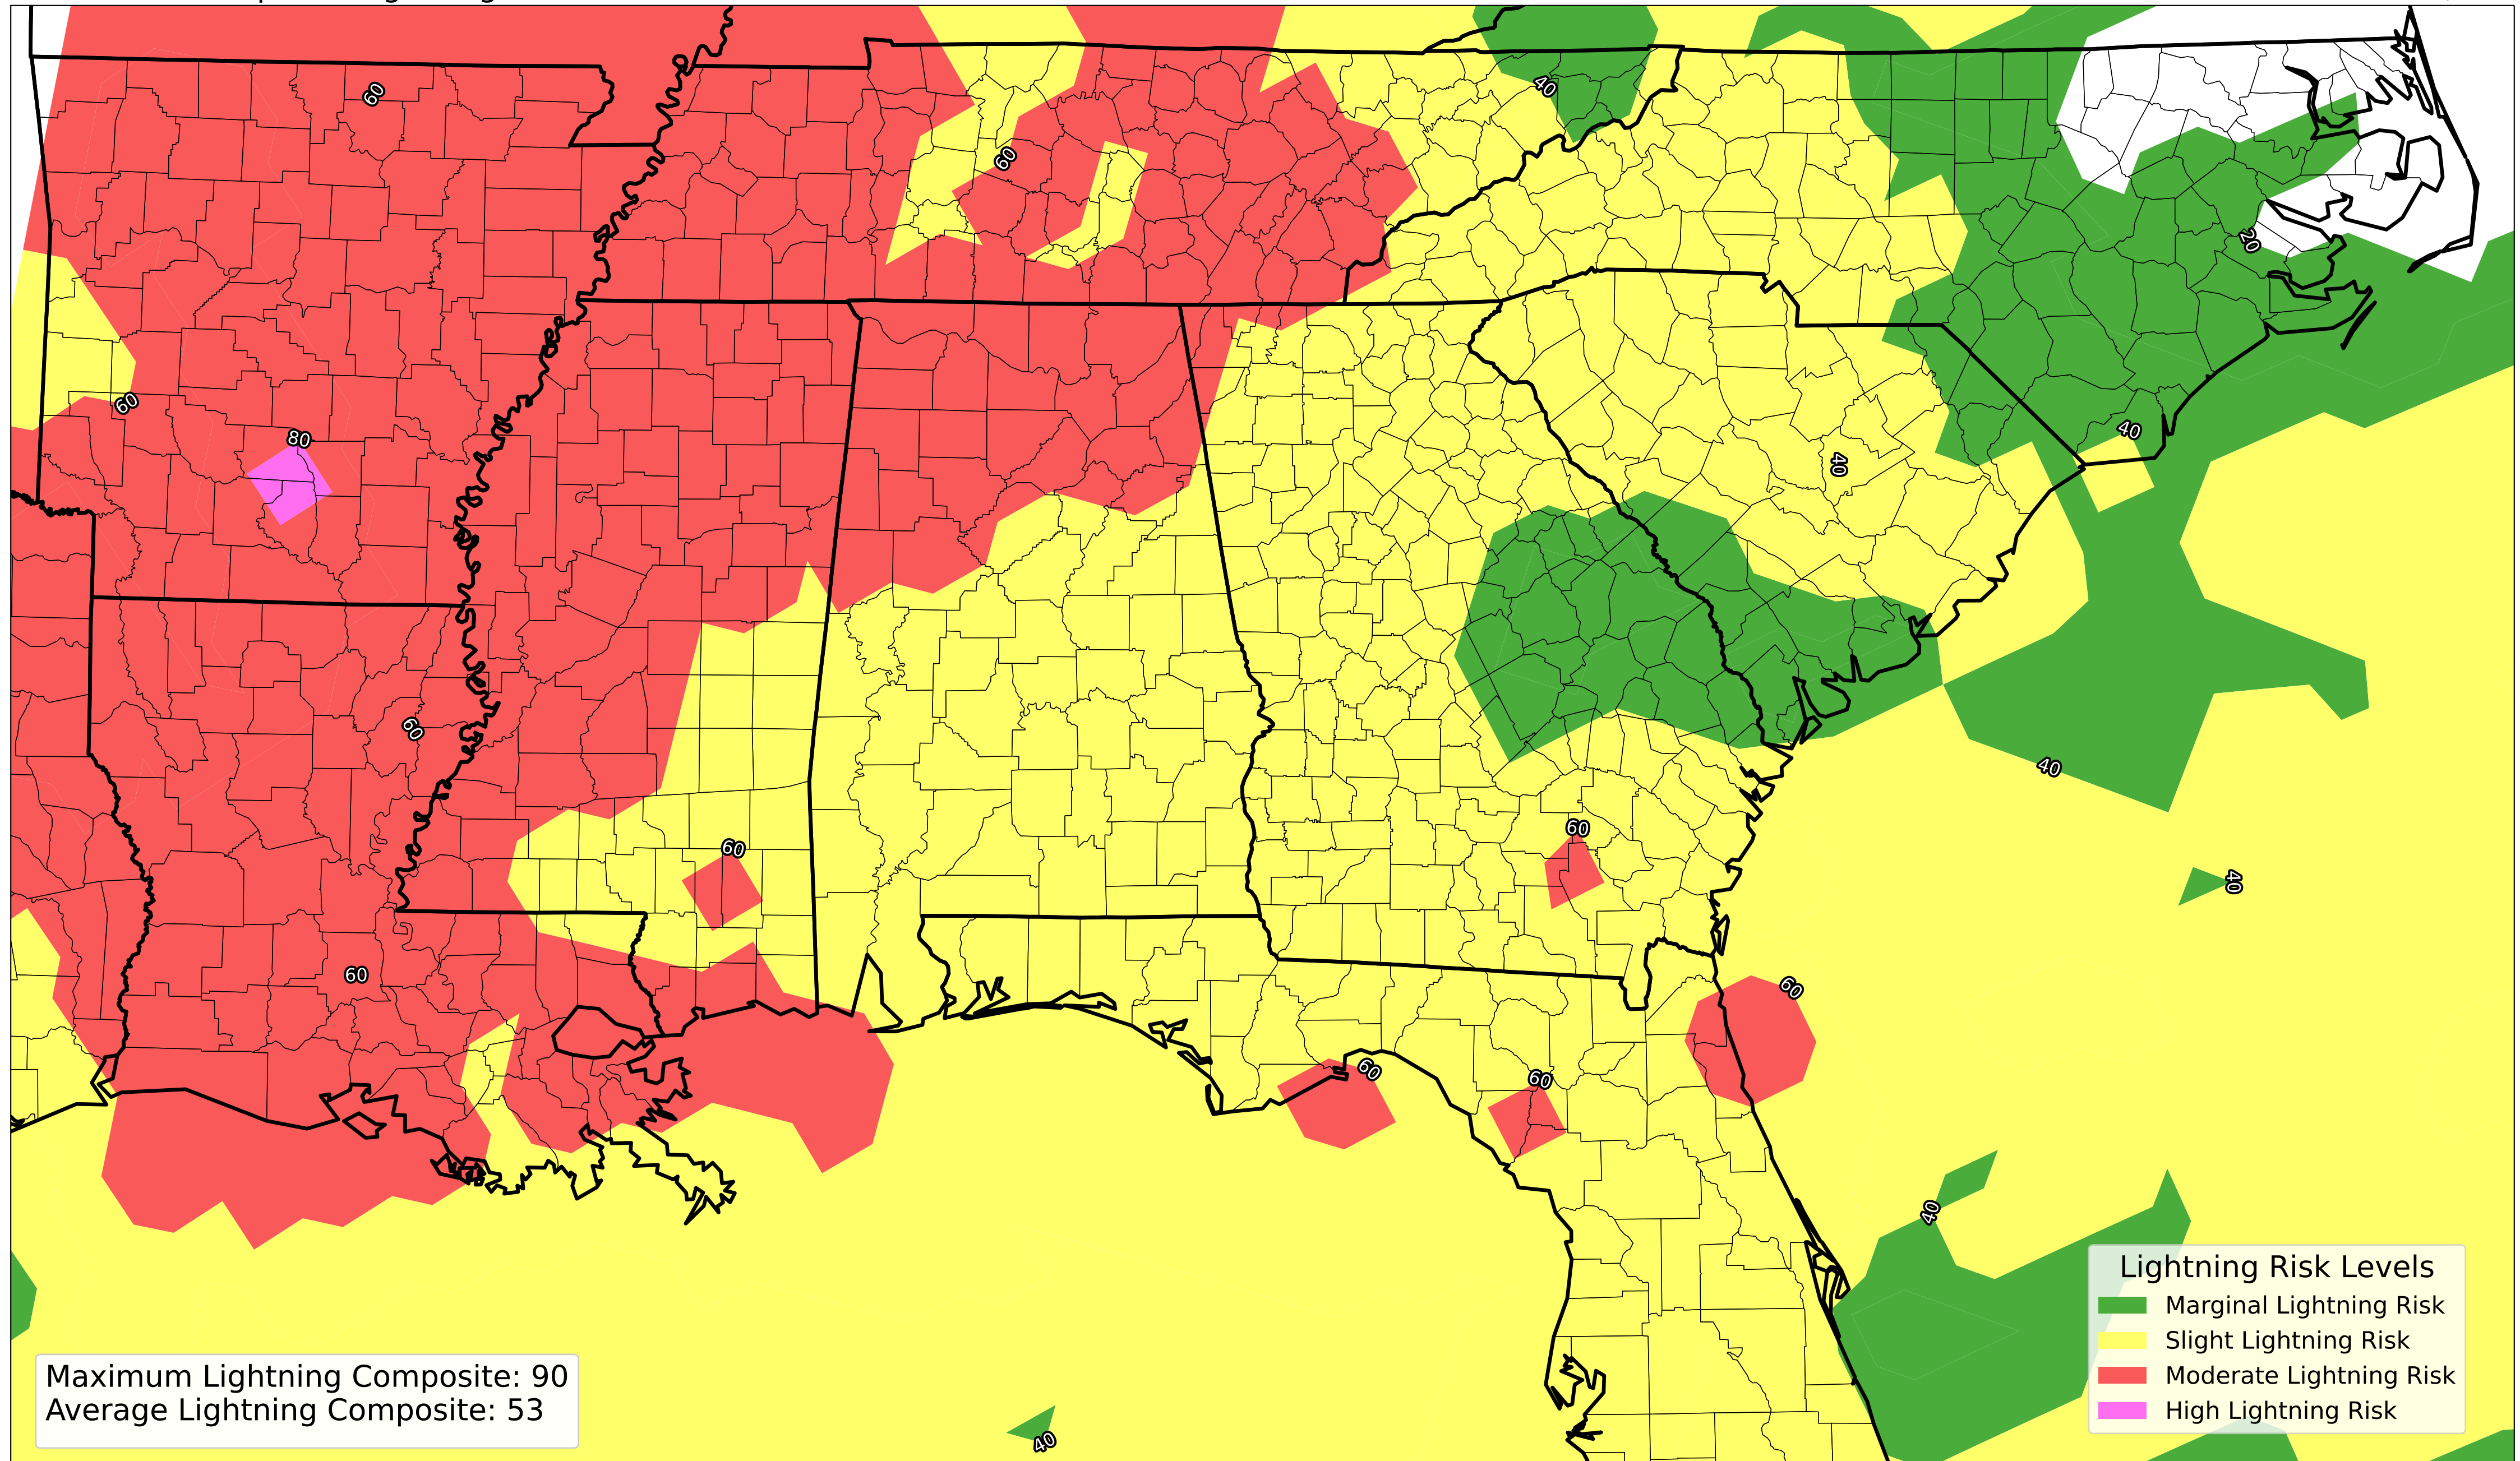 60
40
60
20
60
40
80
40
60
40
60
60
40
60
60
60
60
40
40
Lightning Risk Levels
Marginal Lightning Risk
Slight Lightning Risk
Moderate Lightning Risk
High Lightning Risk
Maximum Lightning Composite: 90
Average Lightning Composite: 53